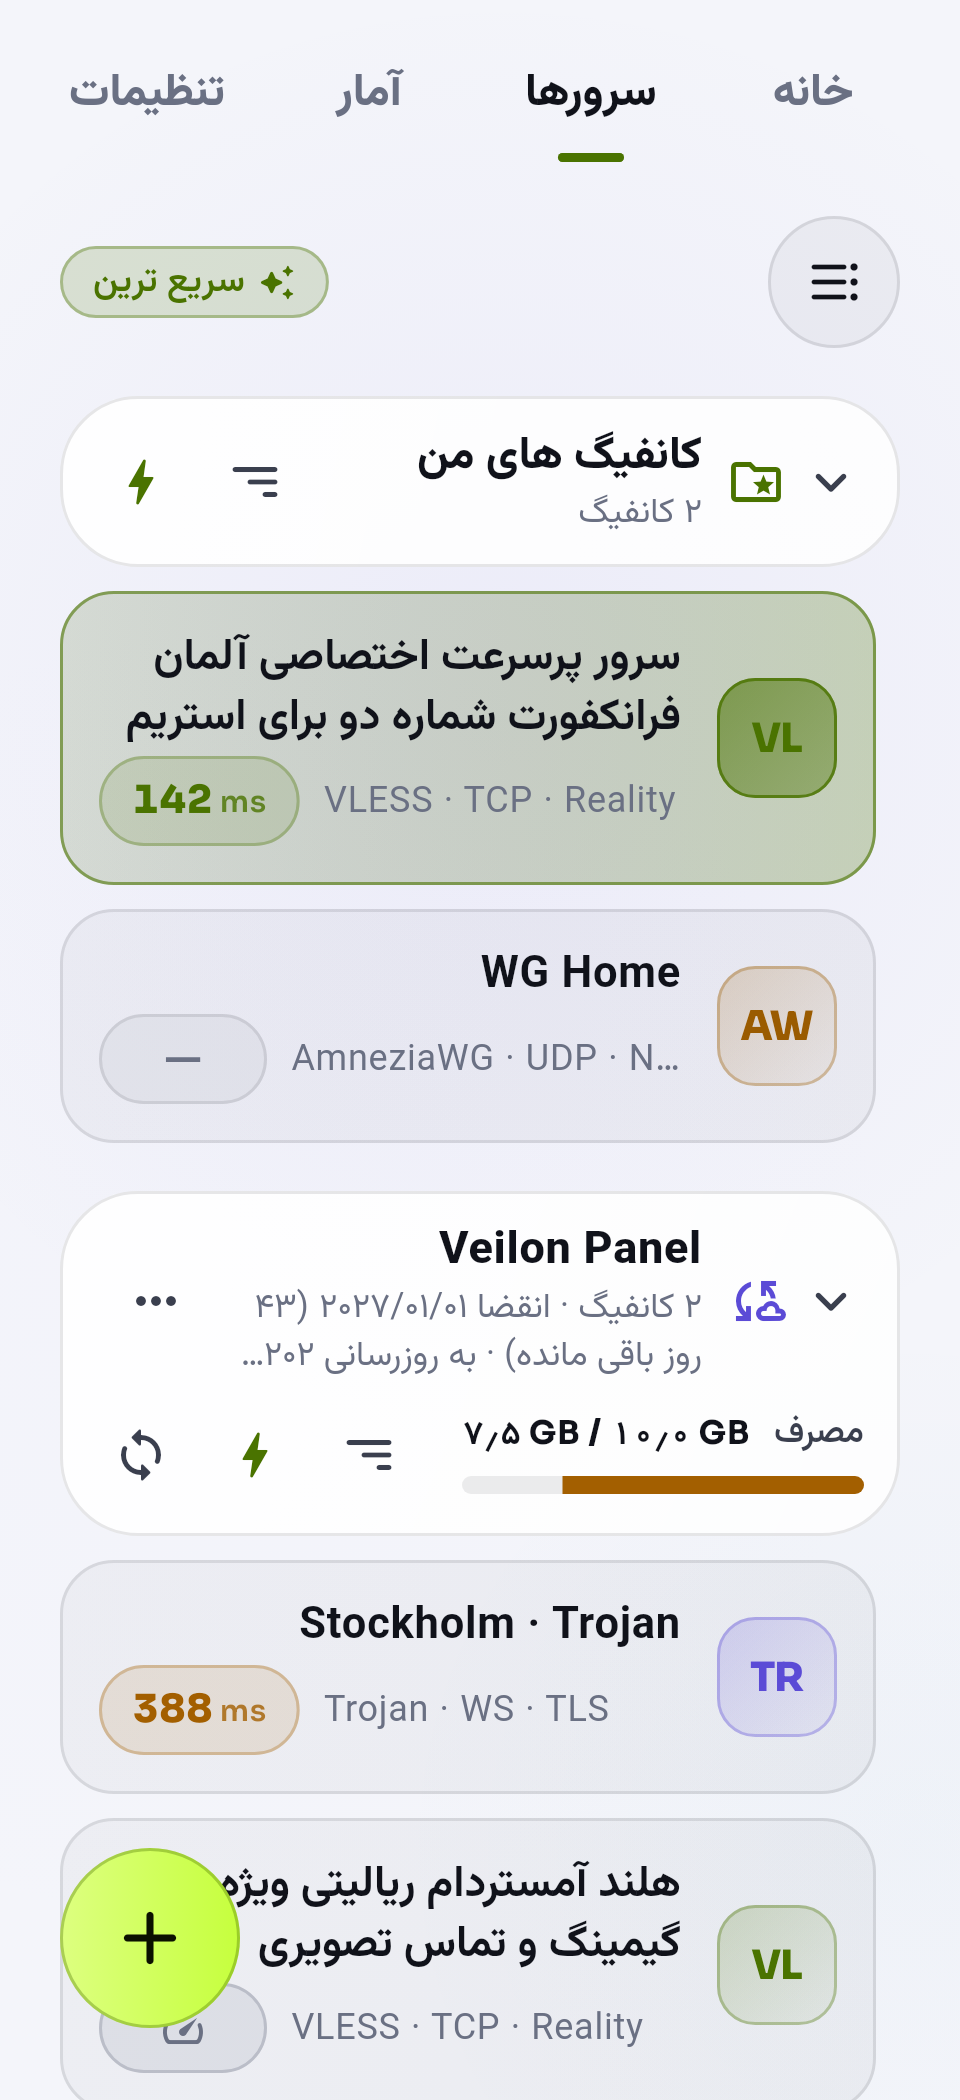 خانه
سرورها
آمار
تنظیمات
سریع ترین
کانفیگ های من
۲ کانفیگ
سرور پرسرعت اختصاصی آلمان
فرانکفورت شماره دو برای استریم
VL
VLESS · TCP · Reality
142 ms
WG Home
AW
AmneziaWG · UDP · N…
—
Veilon Panel
۲ کانفیگ · انقضا ۲۰۲۷/۰۱/۰۱ (۴۳
روز باقی مانده) · به روزرسانی ۲۰۲…
مصرف
۷٫۵ GB / ۱۰٫۰ GB
Stockholm · Trojan
TR
Trojan · WS · TLS
388 ms
هلند آمستردام ریالیتی ویژه
گیمینگ و تماس تصویری
VL
VLESS · TCP · Reality